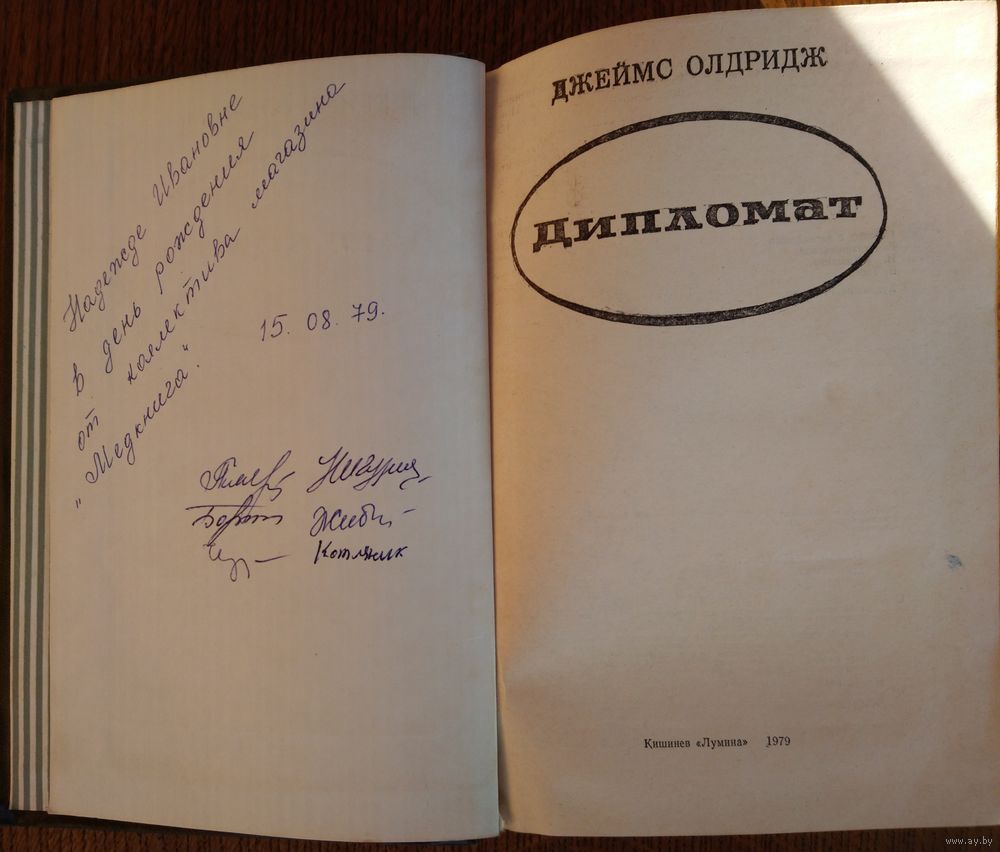 Надежде Ивановне
в день рождения
от коллектива магазина
"Медкнига".
15. 08. 79.
Котляник
ДЖЕЙМС ОЛДРИДЖ
Дипломат
Кишинев «Лумина» 1979
www.ay.by